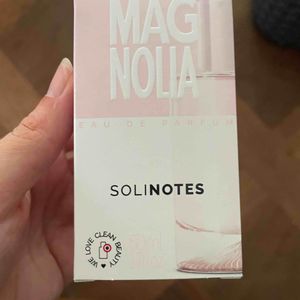 MAG
NOLIA
EAU DE PARFUM
SOLINOTES
WE LOVE CLEAN BEAUTY